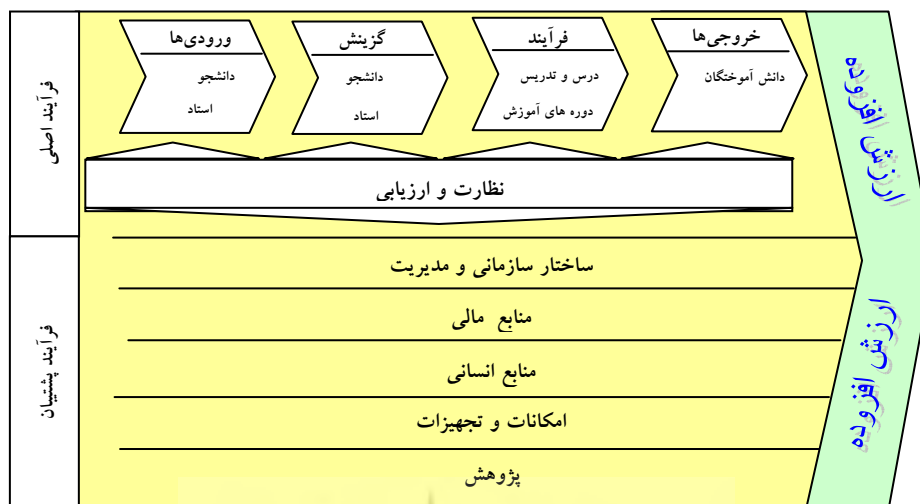 فرآیند اصلی
ورودی‌ها
دانشجو
استاد
گزینش
دانشجو
استاد
فرآیند
درس و تدریس
دوره های آموزش
خروجی‌ها
دانش آموختگان
نظارت و ارزیابی
ارزش افزوده
فرآیند پشتیبان
ساختار سازمانی و مدیریت
منابع مالی
منابع انسانی
امکانات و تجهیزات
پژوهش
ارزش افزوده